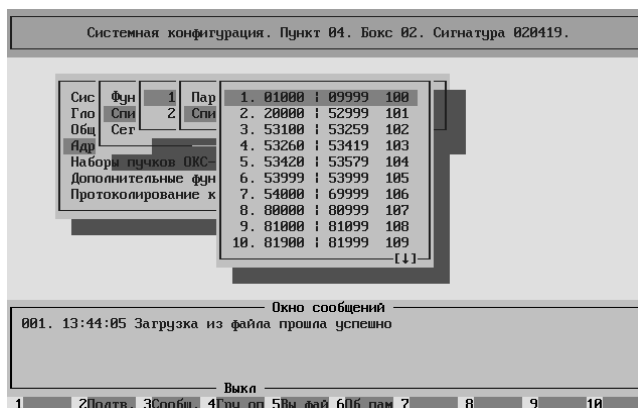 Системная конфигурация. Пункт 04. Бокс 02. Сигнатура 020419.
Сис Фун 1 Пар 1. 01000 ¦ 09999 100
Гло Спи 2 Спи 2. 20000 ¦ 52999 101
Общ Сег 3. 53100 ¦ 53259 102
Адр 4. 53260 ¦ 53419 103
Наборы пучков ОКС- 5. 53420 ¦ 53579 104
Дополнительные фун 6. 53999 ¦ 53999 105
Протоколирование к 7. 54000 ¦ 69999 106
8. 80000 ¦ 80999 107
9. 81000 ¦ 81099 108
10. 81900 ¦ 81999 109
[↓]
Окно сообщений
001. 13:44:05 Загрузка из файла прошла успешно
Выкл
1 2Подтв. 3Сообщ. 4Гру оп 5Вы фай 6Об пам 7 8 9 10